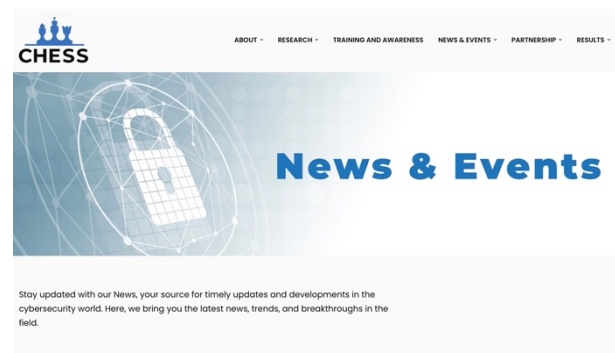 CHESS
ABOUT RESEARCH TRAINING AND AWARENESS NEWS & EVENTS PARTNERSHIP RESULTS
News & Events
Stay updated with our News, your source for timely updates and developments in the
cybersecurity world. Here, we bring you the latest news, trends, and breakthroughs in the
field.